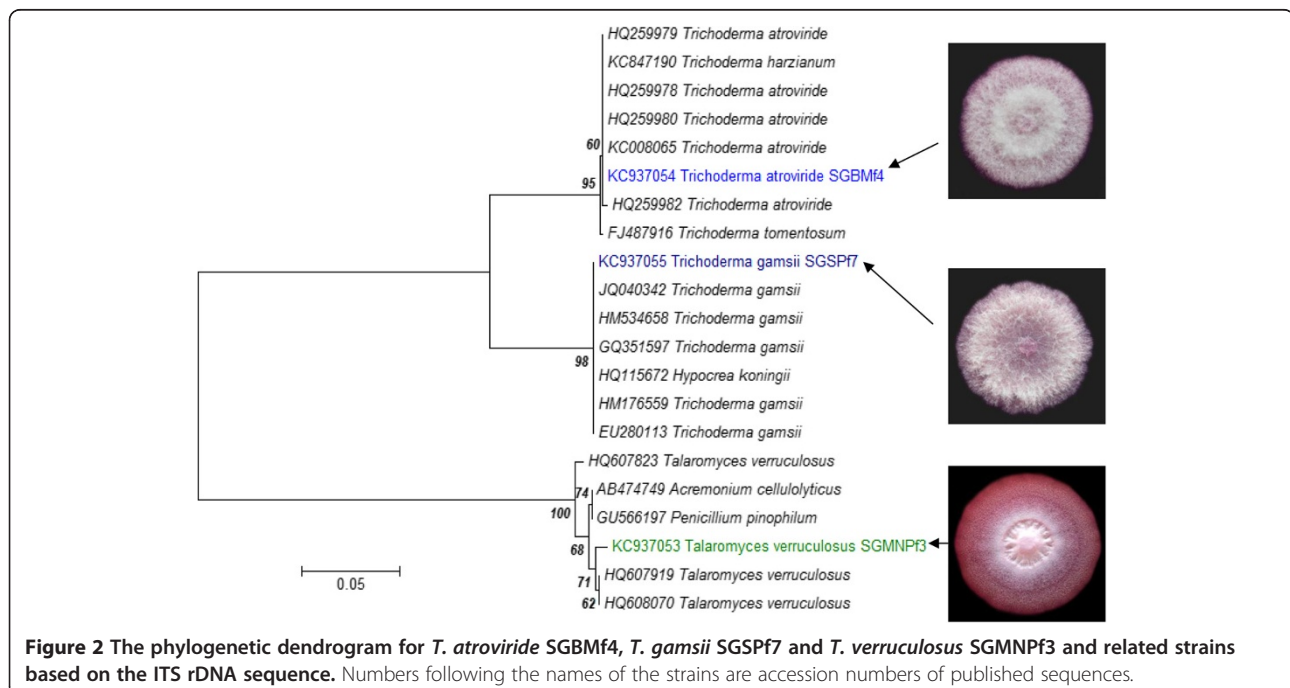 HQ259979 Trichoderma atroviride
KC847190 Trichoderma harzianum
HQ259978 Trichoderma atroviride
HQ259980 Trichoderma atroviride
60
KC008065 Trichoderma atroviride
KC937054 Trichoderma atroviride SGBMf4
95
HQ259982 Trichoderma atroviride
FJ487916 Trichoderma tomentosum
KC937055 Trichoderma gamsii SGSPf7
JQ040342 Trichoderma gamsii
HM534658 Trichoderma gamsii
GQ351597 Trichoderma gamsii
98
HQ115672 Hypocrea koningii
HM176559 Trichoderma gamsii
EU280113 Trichoderma gamsii
HQ607823 Talaromyces verruculosus
74
AB474749 Acremonium cellulolyticus
100
GU566197 Penicillium pinophilum
68
KC937053 Talaromyces verruculosus SGMNPf3
71
HQ607919 Talaromyces verruculosus
62
HQ608070 Talaromyces verruculosus
0.05
Figure 2 The phylogenetic dendrogram for T. atroviride SGBMf4, T. gamsii SGSPf7 and T. verruculosus SGMNPf3 and related strains
based on the ITS rDNA sequence. Numbers following the names of the strains are accession numbers of published sequences.